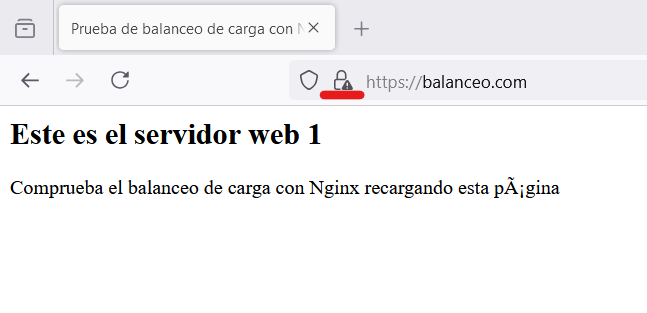 Prueba de balanceo de carga con N
https://balanceo.com
Este es el servidor web 1
Comprueba el balanceo de carga con Nginx recargando esta pÃ¡gina